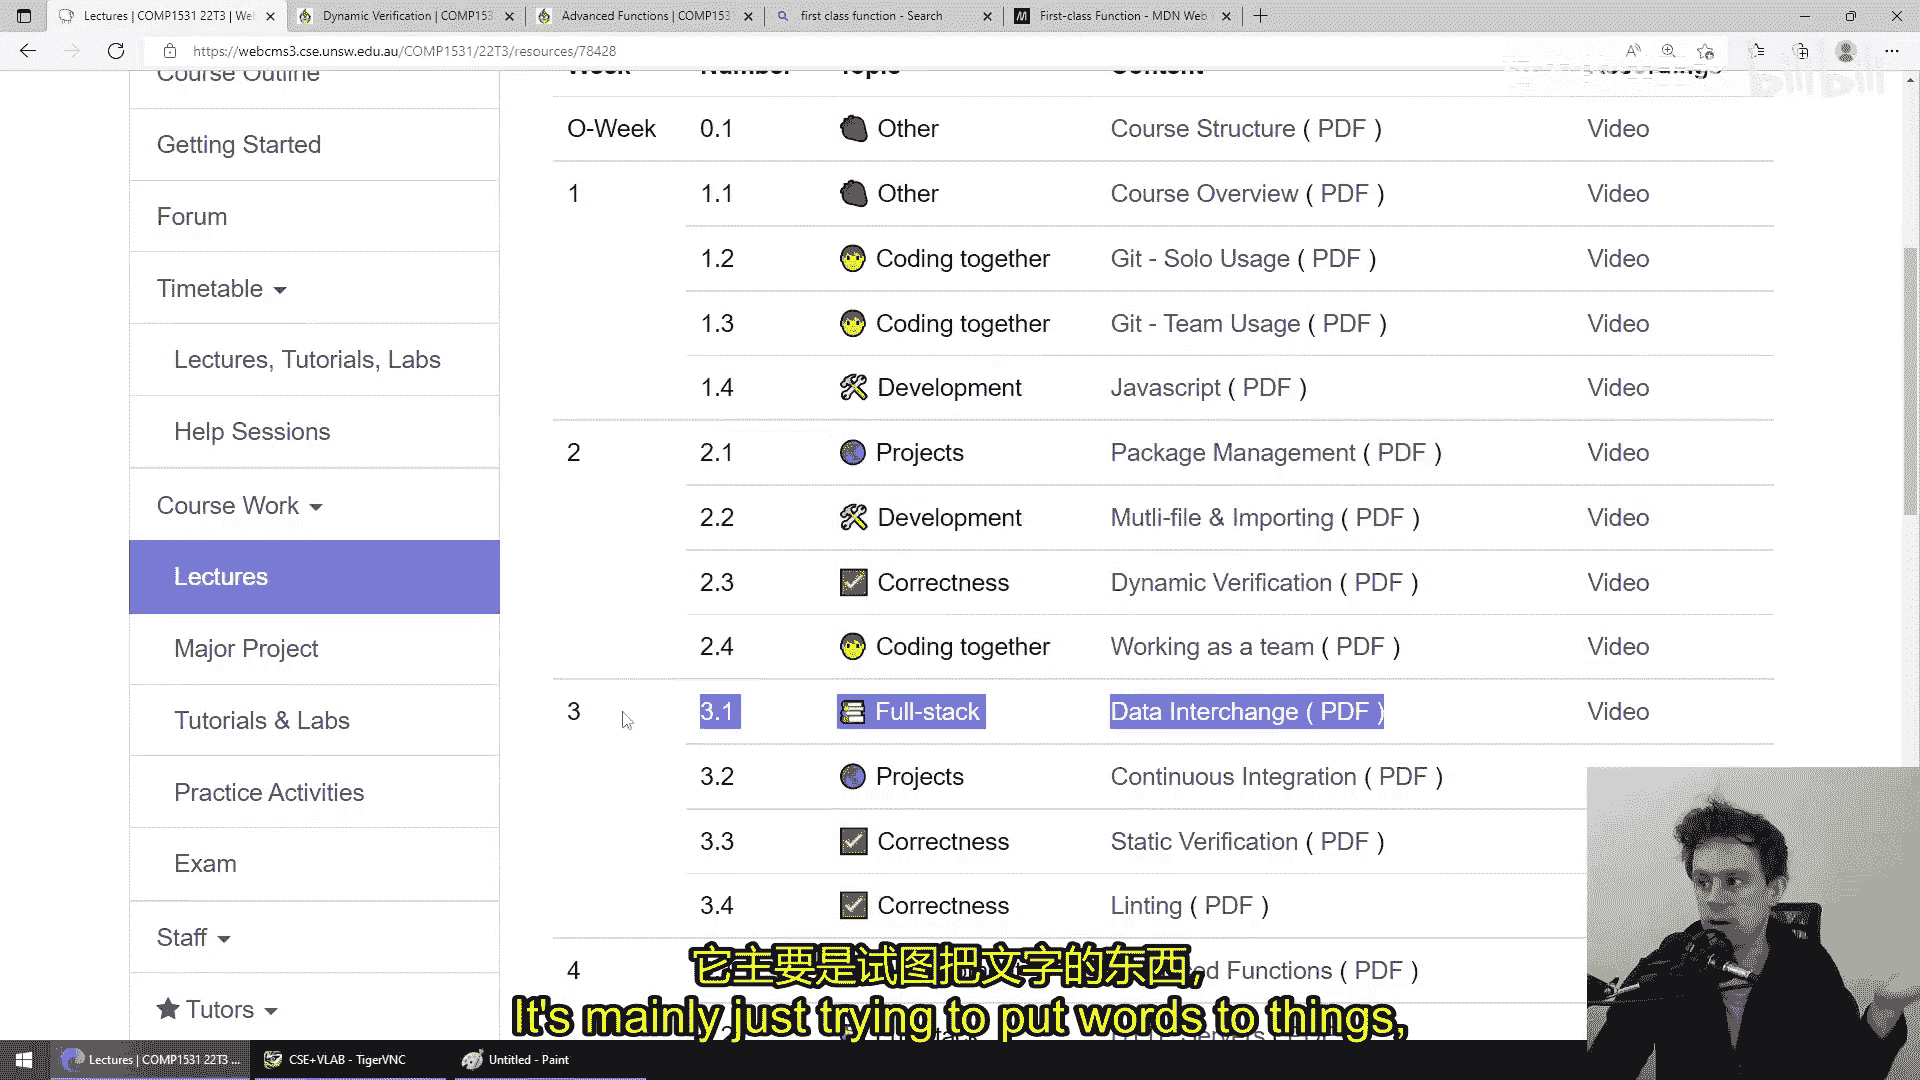 Lectures | COMP1531 22T3 | Web
Dynamic Verification | COMP153
Advanced Functions | COMP153
first class function - Search
First-class Function - MDN Web
https://webcms3.cse.unsw.edu.au/COMP1531/22T3/resources/78428
Course Outline
Getting Started
Forum
Timetable
Lectures, Tutorials, Labs
Help Sessions
Course Work
Lectures
Major Project
Tutorials & Labs
Practice Activities
Exam
Staff
Tutors
Week Number Topic Content Recordings
O-Week 0.1 Other Course Structure ( PDF ) Video
1 1.1 Other Course Overview ( PDF ) Video
1.2 Coding together Git - Solo Usage ( PDF ) Video
1.3 Coding together Git - Team Usage ( PDF ) Video
1.4 Development Javascript ( PDF ) Video
2 2.1 Projects Package Management ( PDF ) Video
2.2 Development Mutli-file & Importing ( PDF ) Video
2.3 Correctness Dynamic Verification ( PDF ) Video
2.4 Coding together Working as a team ( PDF ) Video
3 3.1 Full-stack Data Interchange ( PDF ) Video
3.2 Projects Continuous Integration ( PDF )
3.3 Correctness Static Verification ( PDF )
3.4 Correctness Linting ( PDF )
4 Functions ( PDF )
它主要是试图把文字的东西,
It's mainly just trying to put words to things,
Lectures | COMP1531 22T3 ...
CSE+VLAB - TigerVNC
Untitled - Paint